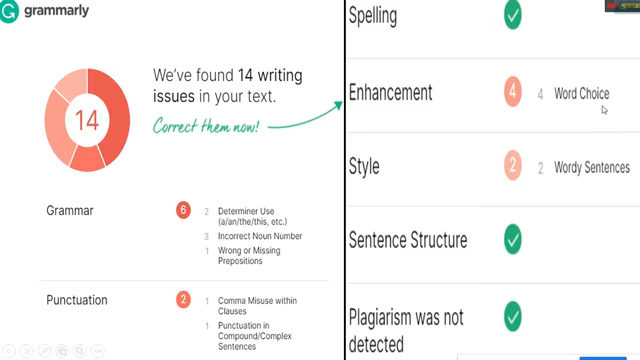 grammarly
14
We've found 14 writing
issues in your text.
Correct them now!
Grammar
6
2 Determiner Use
(a/an/the/this, etc.)
3 Incorrect Noun Number
1 Wrong or Missing
Prepositions
Punctuation
2
1 Comma Misuse within
Clauses
1 Punctuation in
Compound/Complex
Sentences
Spelling
Enhancement
4
4 Word Choice
Style
2
2 Wordy Sentences
Sentence Structure
Plagiarism was not
detected